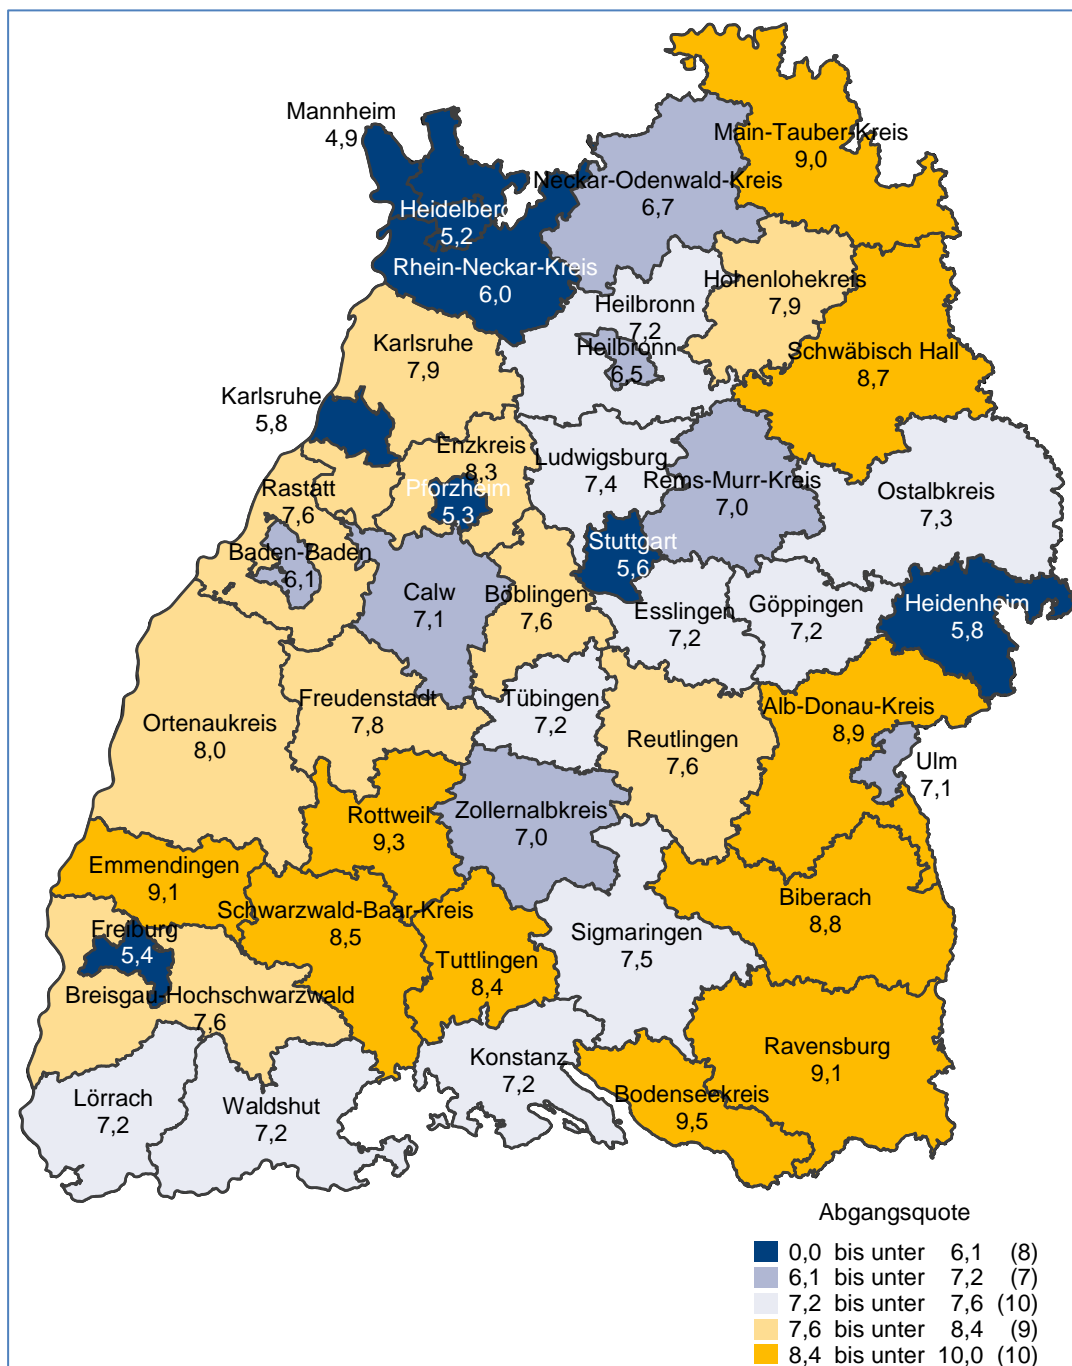 Mannheim
4,9
Main-Tauber-Kreis
9,0
Neckar-Odenwald-Kreis
6,7
Heidelberg
5,2
Rhein-Neckar-Kreis
6,0
Hohenlohekreis
7,9
Heilbronn
7,2
Heilbronn
6,5
Karlsruhe
7,9
Schwäbisch Hall
8,7
Karlsruhe
5,8
Enzkreis
8,3
Ludwigsburg
7,4
Rems-Murr-Kreis
7,0
Ostalbkreis
7,3
Rastatt
7,6
Pforzheim
5,3
Stuttgart
5,6
Baden-Baden
6,1
Calw
7,1
Böblingen
7,6
Esslingen
7,2
Göppingen
7,2
Heidenheim
5,8
Freudenstadt
7,8
Tübingen
7,2
Alb-Donau-Kreis
8,9
Ortenaukreis
8,0
Reutlingen
7,6
Ulm
7,1
Rottweil
9,3
Zollernalbkreis
7,0
Emmendingen
9,1
Biberach
8,8
Schwarzwald-Baar-Kreis
8,5
Freiburg
5,4
Sigmaringen
7,5
Tuttlingen
8,4
Breisgau-Hochschwarzwald
7,6
Ravensburg
9,1
Konstanz
7,2
Bodenseekreis
9,5
Lörrach
7,2
Waldshut
7,2
Abgangsquote
0,0 bis unter 6,1 (8)
6,1 bis unter 7,2 (7)
7,2 bis unter 7,6 (10)
7,6 bis unter 8,4 (9)
8,4 bis unter 10,0 (10)